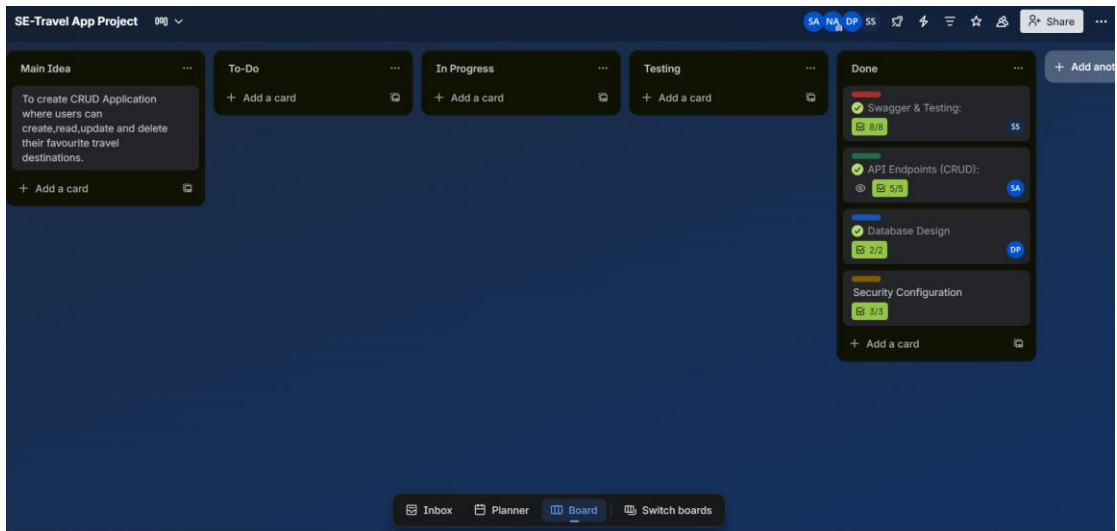 SE-Travel App Project
SA NA DP SS
Share
Main Idea
To create CRUD Application
where users can
create,read,update and delete
their favourite travel
destinations.
+ Add a card
To-Do
+ Add a card
In Progress
+ Add a card
Testing
+ Add a card
Done
Swagger & Testing:
8/8
SS
API Endpoints (CRUD):
5/5
SA
Database Design
2/2
DP
Security Configuration
3/3
+ Add a card
+ Add anot
Inbox
Planner
Board
Switch boards